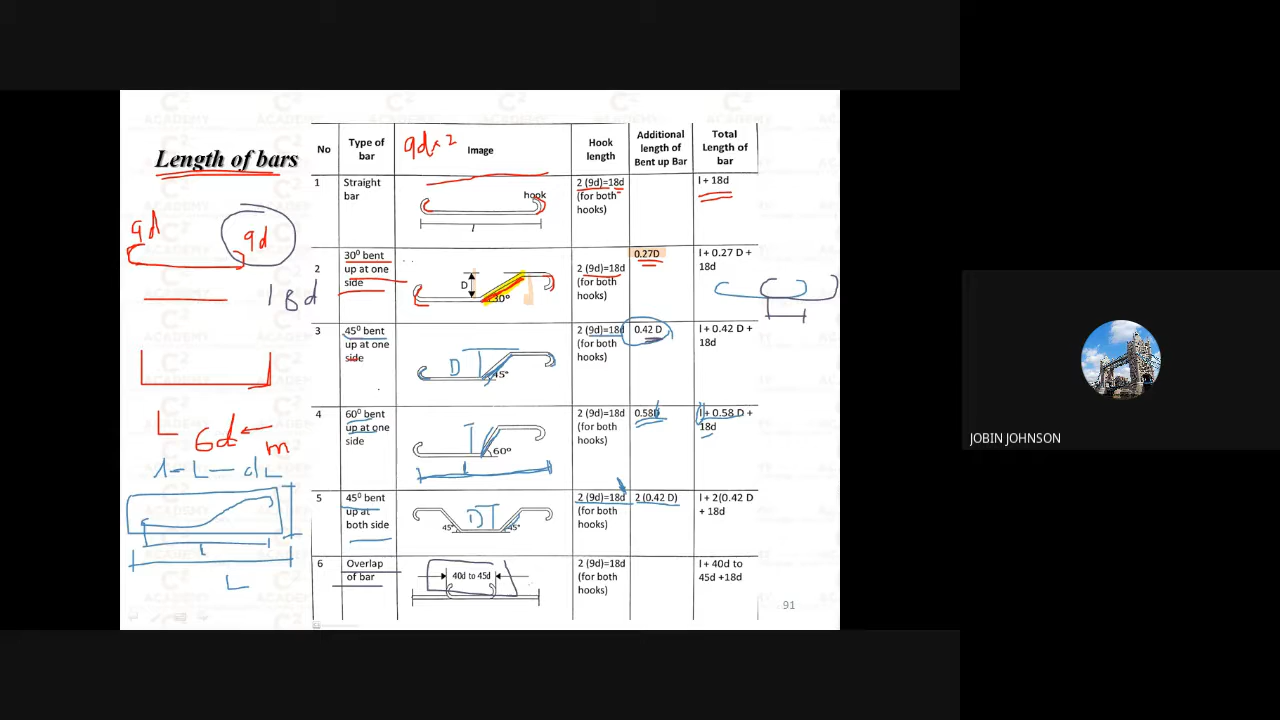 Length of bars
No
Type of
bar
9d×2
Image
Hook
length
Additional
length of
Bent up Bar
Total
Length of
bar
1
Straight
bar
hook
l
2 (9d)=18d
(for both
hooks)
l + 18d
2
30⁰ bent
up at one
side
D
30°
2 (9d)=18d
(for both
hooks)
0.27D
l + 0.27 D +
18d
3
45⁰ bent
up at one
side
D
45°
2 (9d)=18d
(for both
hooks)
0.42 D
l + 0.42 D +
18d
4
60⁰ bent
up at one
side
60°
l
2 (9d)=18d
(for both
hooks)
0.58D
l + 0.58 D +
18d
5
45⁰ bent
up at
both side
45°
D
45°
2 (9d)=18d
(for both
hooks)
2 (0.42 D)
l + 2(0.42 D
+ 18d
6
Overlap
of bar
40d to 45d
2 (9d)=18d
(for both
hooks)
l + 40d to
45d +18d
9d
9d
18d
6d
m
l
L
91
JOBIN JOHNSON